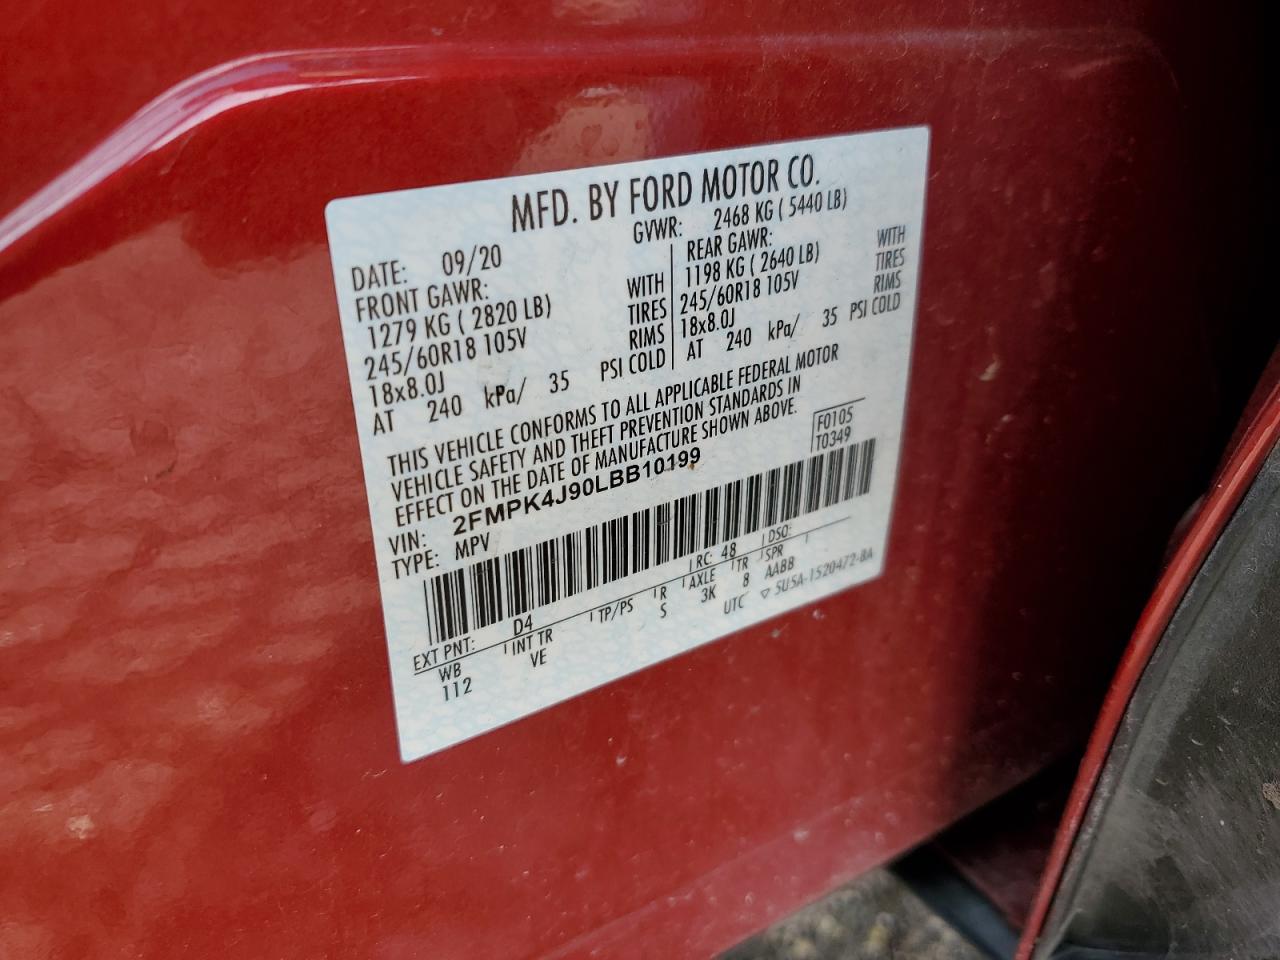 MFD. BY FORD MOTOR CO.
DATE: 09/20 GVWR: 2468 KG ( 5440 LB)
FRONT GAWR: REAR GAWR:
1279 KG ( 2820 LB) WITH 1198 KG ( 2640 LB) WITH
245/60R18 105V TIRES 245/60R18 105V TIRES
18x8.0J RIMS 18x8.0J RIMS
AT 240 kPa/ 35 PSI COLD AT 240 kPa/ 35 PSI COLD
THIS VEHICLE CONFORMS TO ALL APPLICABLE FEDERAL MOTOR
VEHICLE SAFETY AND THEFT PREVENTION STANDARDS IN
EFFECT ON THE DATE OF MANUFACTURE SHOWN ABOVE.
F0105
VIN: 2FMPK4J90LBB10199 T0349
TYPE: MPV
EXT PNT: D4 RC: 48 DSO:
WB INT TR TP/PS R AXLE TR SPR
112 VE S 3K 8 AABB
UTC ▽ 5U5A-1520472-BA